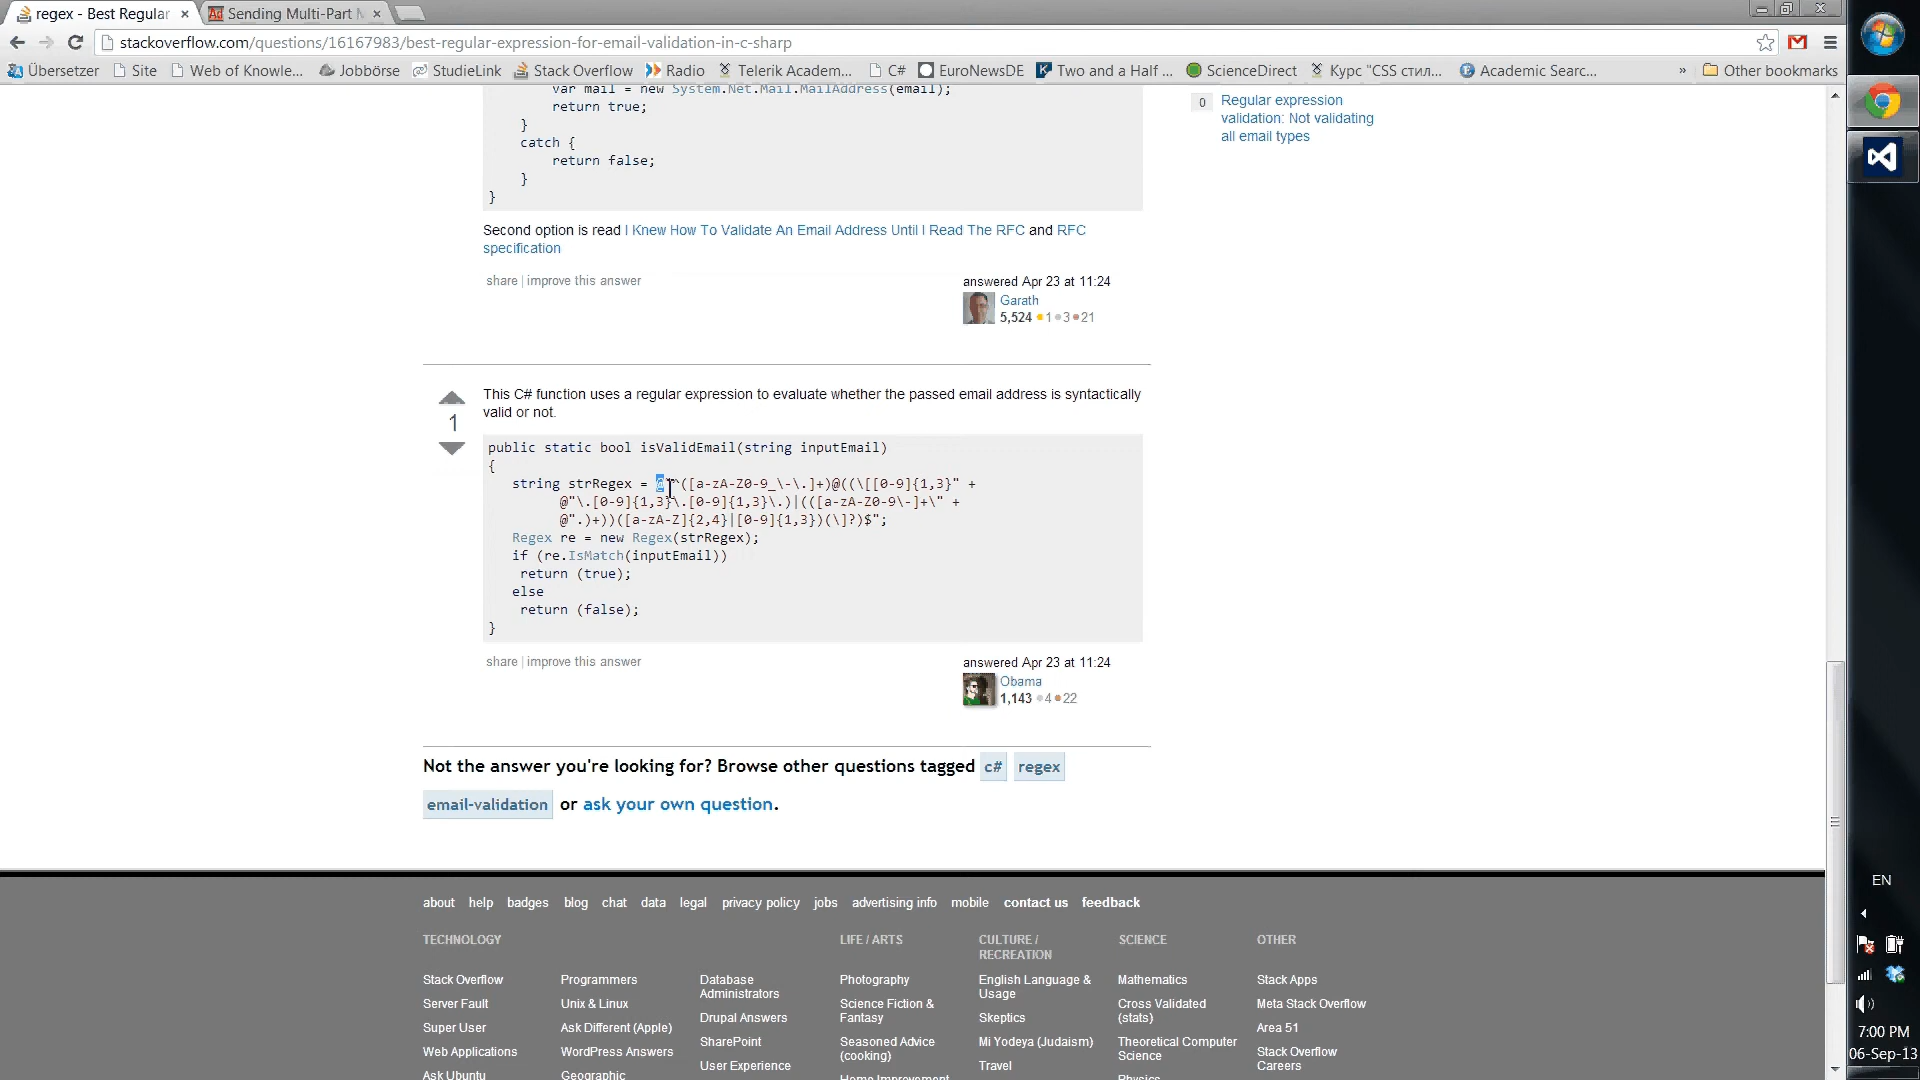 regex - Best Regular
Sending Multi-Part M
stackoverflow.com/questions/16167983/best-regular-expression-for-email-validation-in-c-sharp
Übersetzer Site Web of Knowle... Jobbörse StudieLink Stack Overflow Radio Telerik Academ... C# EuroNewsDE Two and a Half ... ScienceDirect Курс "CSS стил... Academic Searc... » Other bookmarks
var mail = new System.Net.Mail.MailAddress(email);
return true;
}
catch {
return false;
}
}
0 Regular expression
validation: Not validating
all email types
Second option is read I Knew How To Validate An Email Address Until I Read The RFC and RFC
specification
share | improve this answer
answered Apr 23 at 11:24
Garath
5,524 1 3 21
This C# function uses a regular expression to evaluate whether the passed email address is syntactically
valid or not.
1
public static bool isValidEmail(string inputEmail)
{
string strRegex = @"^([a-zA-Z0-9_\-\.]+)@((\[[0-9]{1,3}" +
@"\.[0-9]{1,3}\.[0-9]{1,3}\.)|(([a-zA-Z0-9\-]+\" +
@".)+))([a-zA-Z]{2,4}|[0-9]{1,3})(\]?)$";
Regex re = new Regex(strRegex);
if (re.IsMatch(inputEmail))
return (true);
else
return (false);
}
share | improve this answer
answered Apr 23 at 11:24
Obama
1,143 4 22
Not the answer you're looking for? Browse other questions tagged c# regex
email-validation or ask your own question.
about help badges blog chat data legal privacy policy jobs advertising info mobile contact us feedback
TECHNOLOGY
Stack Overflow
Server Fault
Super User
Web Applications
Ask Ubuntu
Programmers
Unix & Linux
Ask Different (Apple)
WordPress Answers
Geographic
Database
Administrators
Drupal Answers
SharePoint
User Experience
LIFE / ARTS
Photography
Science Fiction &
Fantasy
Seasoned Advice
(cooking)
Home Improvement
CULTURE /
RECREATION
English Language &
Usage
Skeptics
Mi Yodeya (Judaism)
Travel
SCIENCE
Mathematics
Cross Validated
(stats)
Theoretical Computer
Science
Physics
OTHER
Stack Apps
Meta Stack Overflow
Area 51
Stack Overflow
Careers
EN
7:00 PM
06-Sep-13